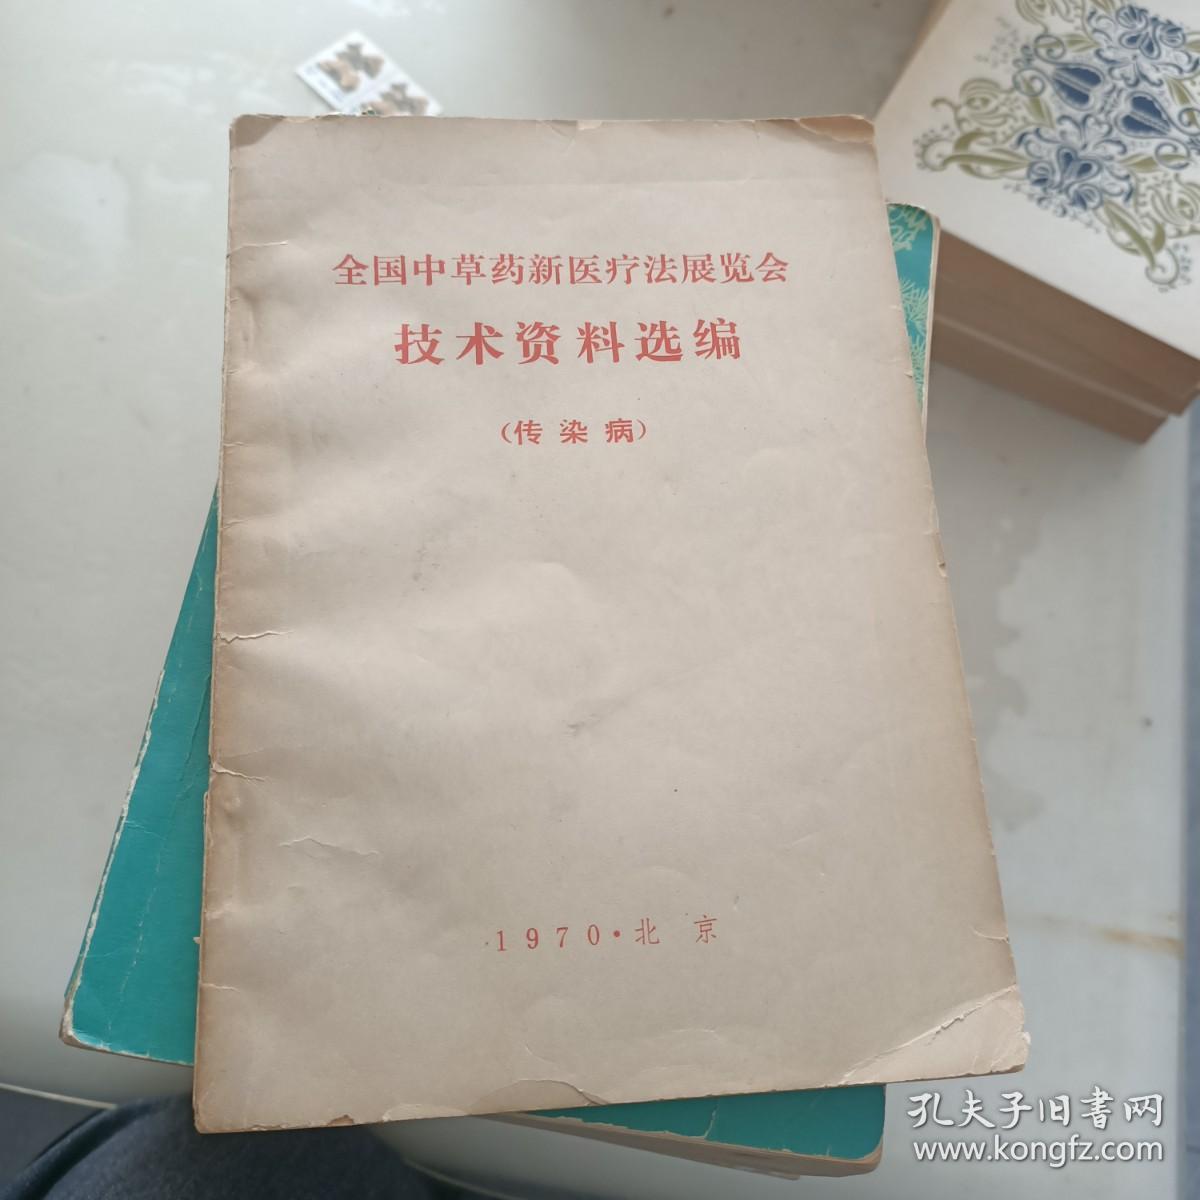 全国中草药新医疗法展览会
技术资料选编
（传染病）
·1970·北京
孔夫子旧書网
www.kongfz.com